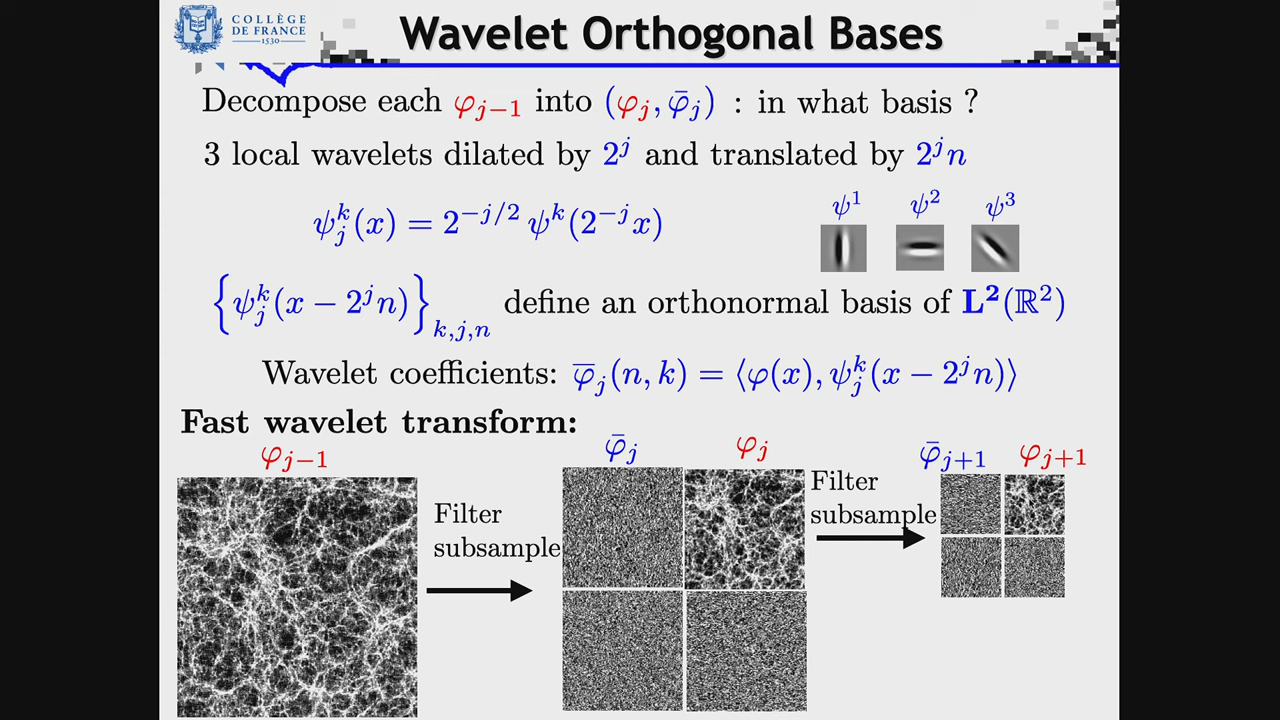 COLLÈGE
DE FRANCE
1530
Wavelet Orthogonal Bases
Decompose each φ_{j−1} into (φ_j, φ̄_j) : in what basis ?
3 local wavelets dilated by 2^j and translated by 2^j n
ψ_j^k(x) = 2^{−j/2} ψ^k(2^{−j}x)
ψ^1 ψ^2 ψ^3
{ψ_j^k(x − 2^j n)}_{k,j,n} define an orthonormal basis of L^2(ℝ^2)
Wavelet coefficients: φ̄_j(n, k) = ⟨φ(x), ψ_j^k(x − 2^j n)⟩
Fast wavelet transform:
φ_{j−1} φ̄_j φ_j φ̄_{j+1} φ_{j+1}
Filter
subsample
Filter
subsample